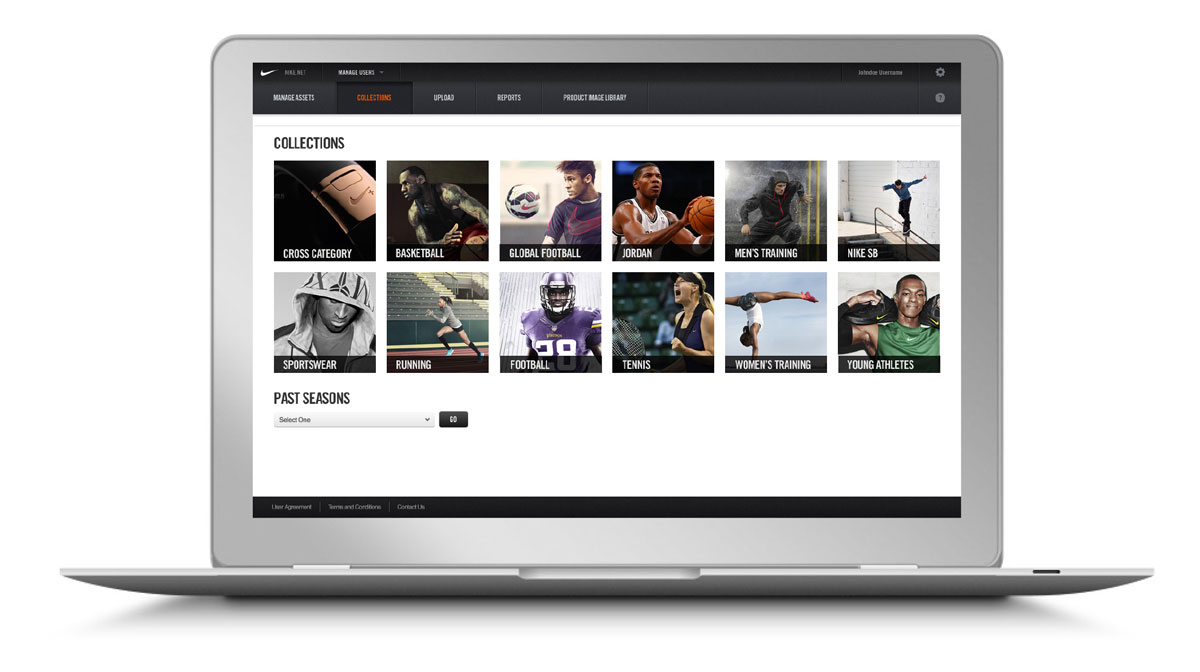 NIKE.NET
MANAGE USERS
Johndoe Username
MANAGE ASSETS
COLLECTIONS
UPLOAD
REPORTS
PRODUCT IMAGE LIBRARY
?
COLLECTIONS
CROSS CATEGORY
BASKETBALL
GLOBAL FOOTBALL
JORDAN
MEN'S TRAINING
NIKE SB
SPORTSWEAR
RUNNING
VIKINGS
28
FOOTBALL
TENNIS
WOMEN'S TRAINING
YOUNG ATHLETES
PAST SEASONS
Select One
GO
User Agreement
Terms and Conditions
Contact Us